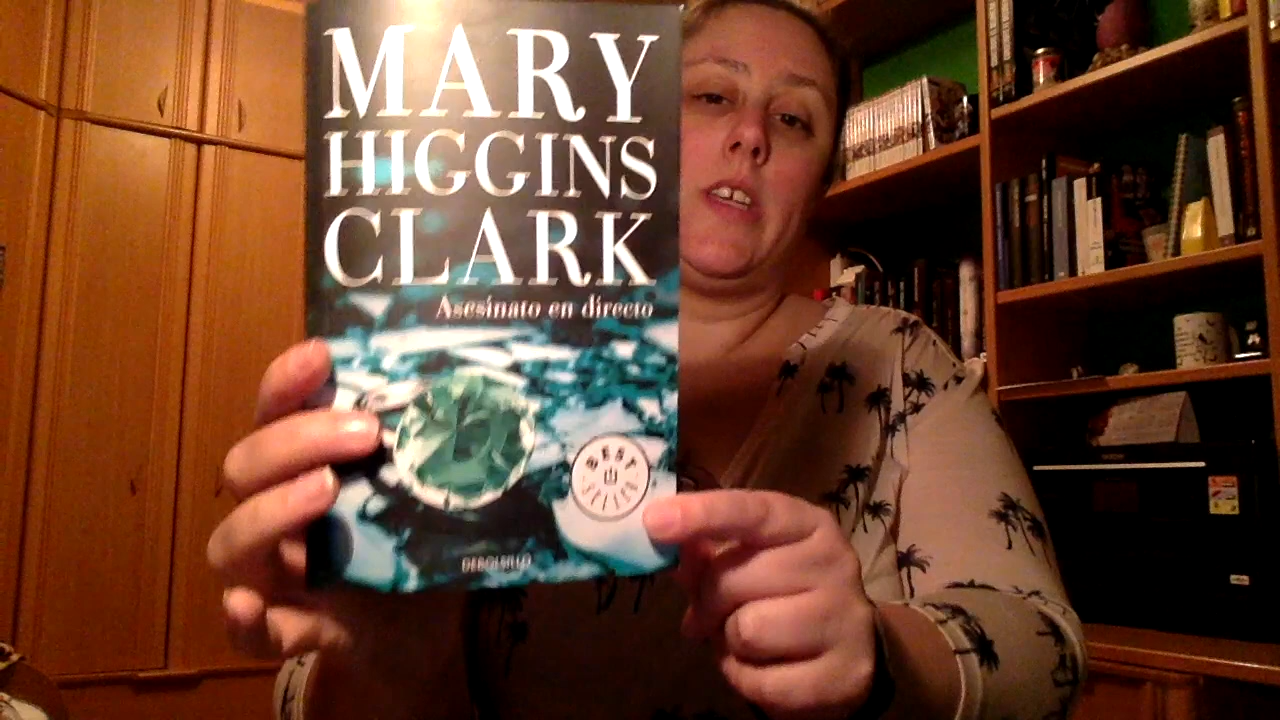 MARY
HIGGINS
CLARK
Asesinato en directo
BEST
SELLER
DEBOLSILLO